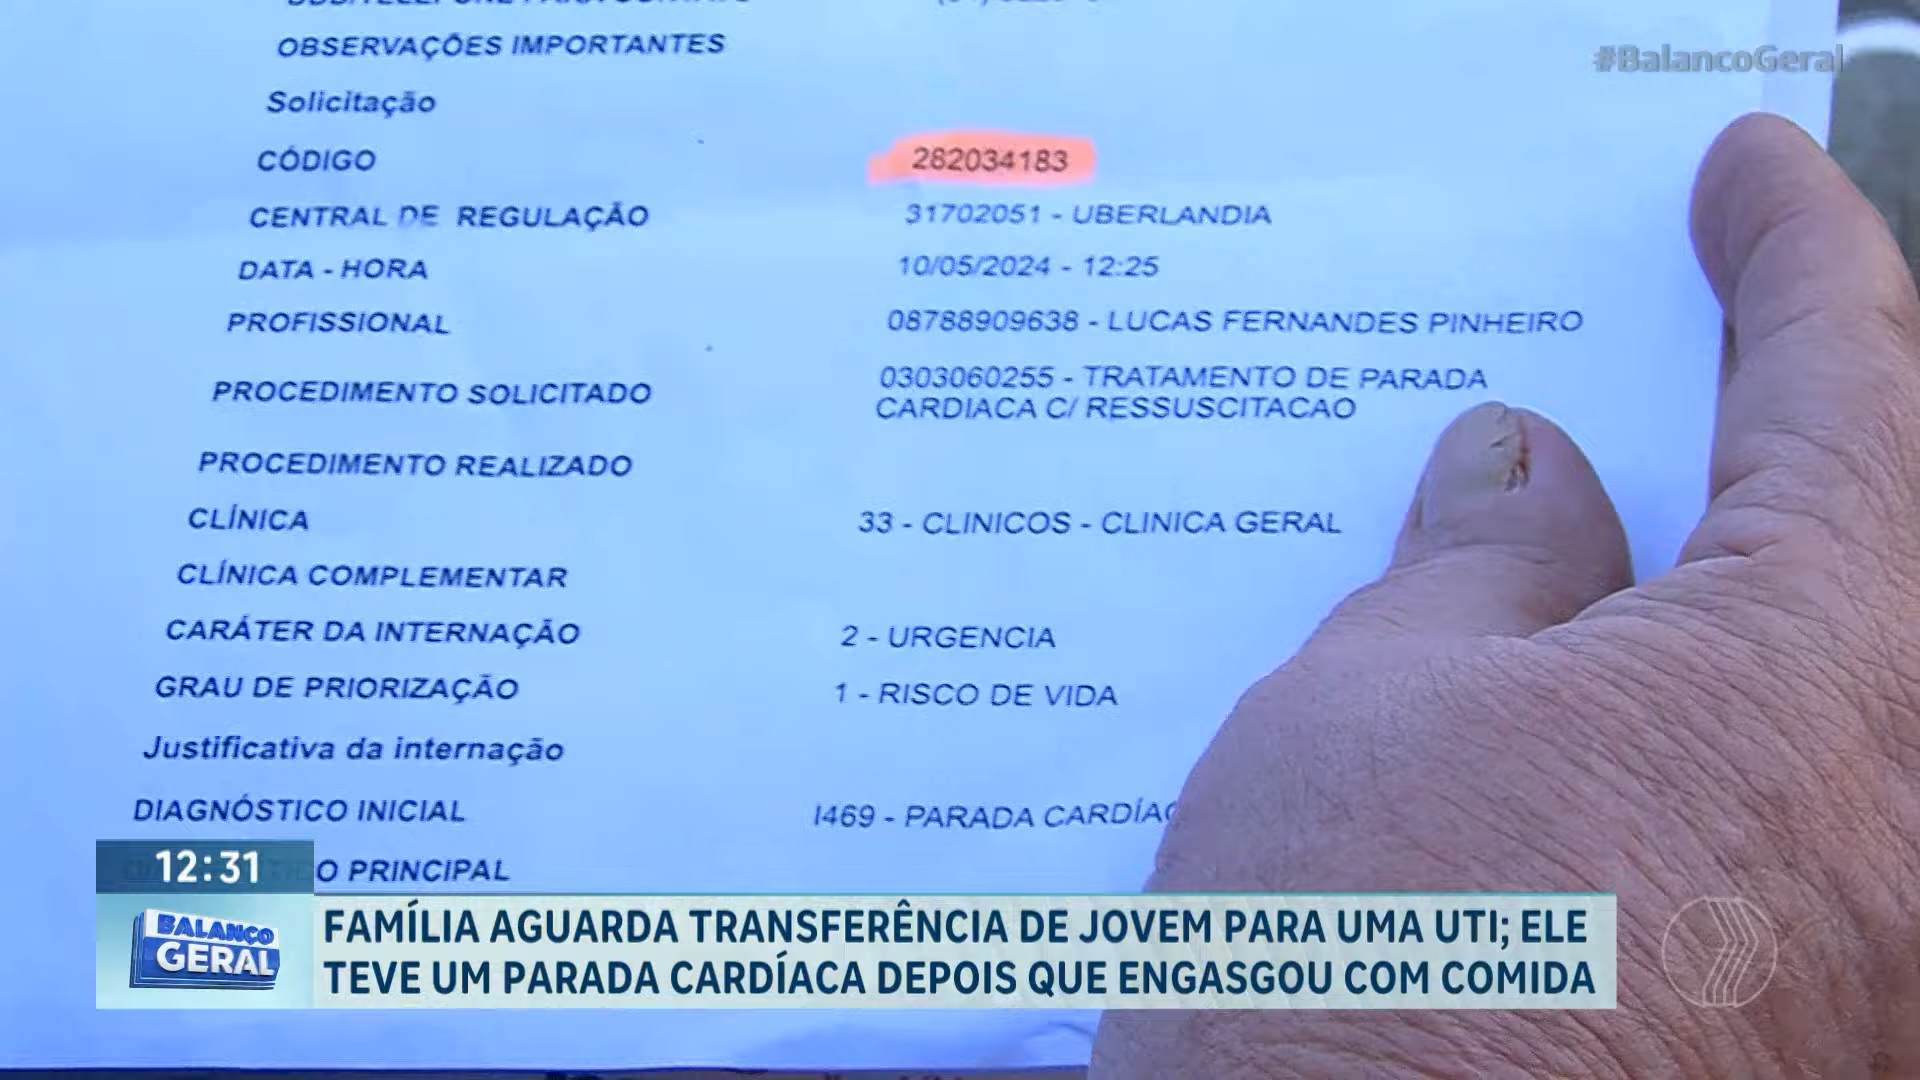 OBSERVAÇÕES IMPORTANTES
#BalancoGeral
Solicitação
CÓDIGO 282034183
CENTRAL DE REGULAÇÃO 31702051 - UBERLANDIA
DATA - HORA 10/05/2024 - 12:25
PROFISSIONAL 08788909638 - LUCAS FERNANDES PINHEIRO
PROCEDIMENTO SOLICITADO 0303060255 - TRATAMENTO DE PARADA
CARDIACA C/ RESSUSCITACAO
PROCEDIMENTO REALIZADO
CLÍNICA 33 - CLINICOS - CLINICA GERAL
CLÍNICA COMPLEMENTAR
CARÁTER DA INTERNAÇÃO 2 - URGENCIA
GRAU DE PRIORIZAÇÃO 1 - RISCO DE VIDA
Justificativa da internação
DIAGNÓSTICO INICIAL I469 - PARADA
PRINCIPAL
12:31
BALANÇO
GERAL
FAMÍLIA AGUARDA TRANSFERÊNCIA DE JOVEM PARA UMA UTI; ELE
TEVE UM PARADA CARDÍACA DEPOIS QUE ENGASGOU COM COMIDA